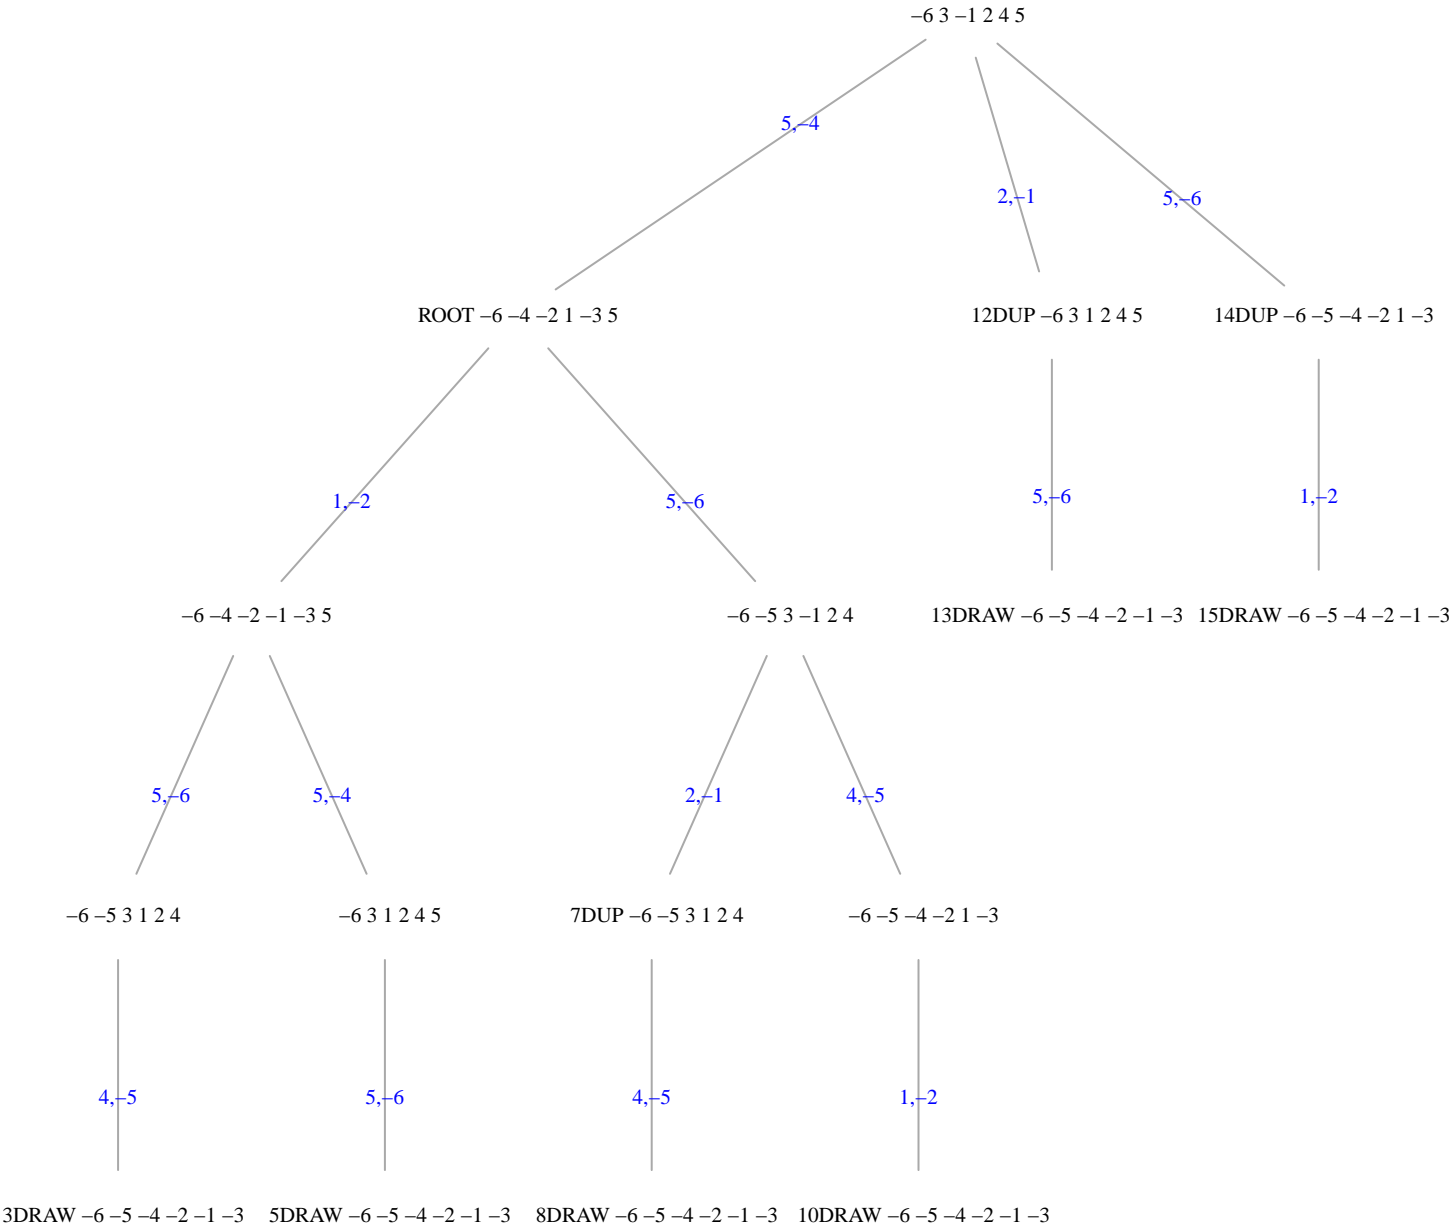 –6 3 –1 2 4 5
5,–4
2,–1
5,–6
ROOT –6 –4 –2 1 –3 5
12DUP –6 3 1 2 4 5
14DUP –6 –5 –4 –2 1 –3
1,–2
5,–6
5,–6
1,–2
–6 –4 –2 –1 –3 5
–6 –5 3 –1 2 4
13DRAW –6 –5 –4 –2 –1 –3
15DRAW –6 –5 –4 –2 –1 –3
5,–6
5,–4
2,–1
4,–5
–6 –5 3 1 2 4
–6 3 1 2 4 5
7DUP –6 –5 3 1 2 4
–6 –5 –4 –2 1 –3
4,–5
5,–6
4,–5
1,–2
3DRAW –6 –5 –4 –2 –1 –3
5DRAW –6 –5 –4 –2 –1 –3
8DRAW –6 –5 –4 –2 –1 –3
10DRAW –6 –5 –4 –2 –1 –3